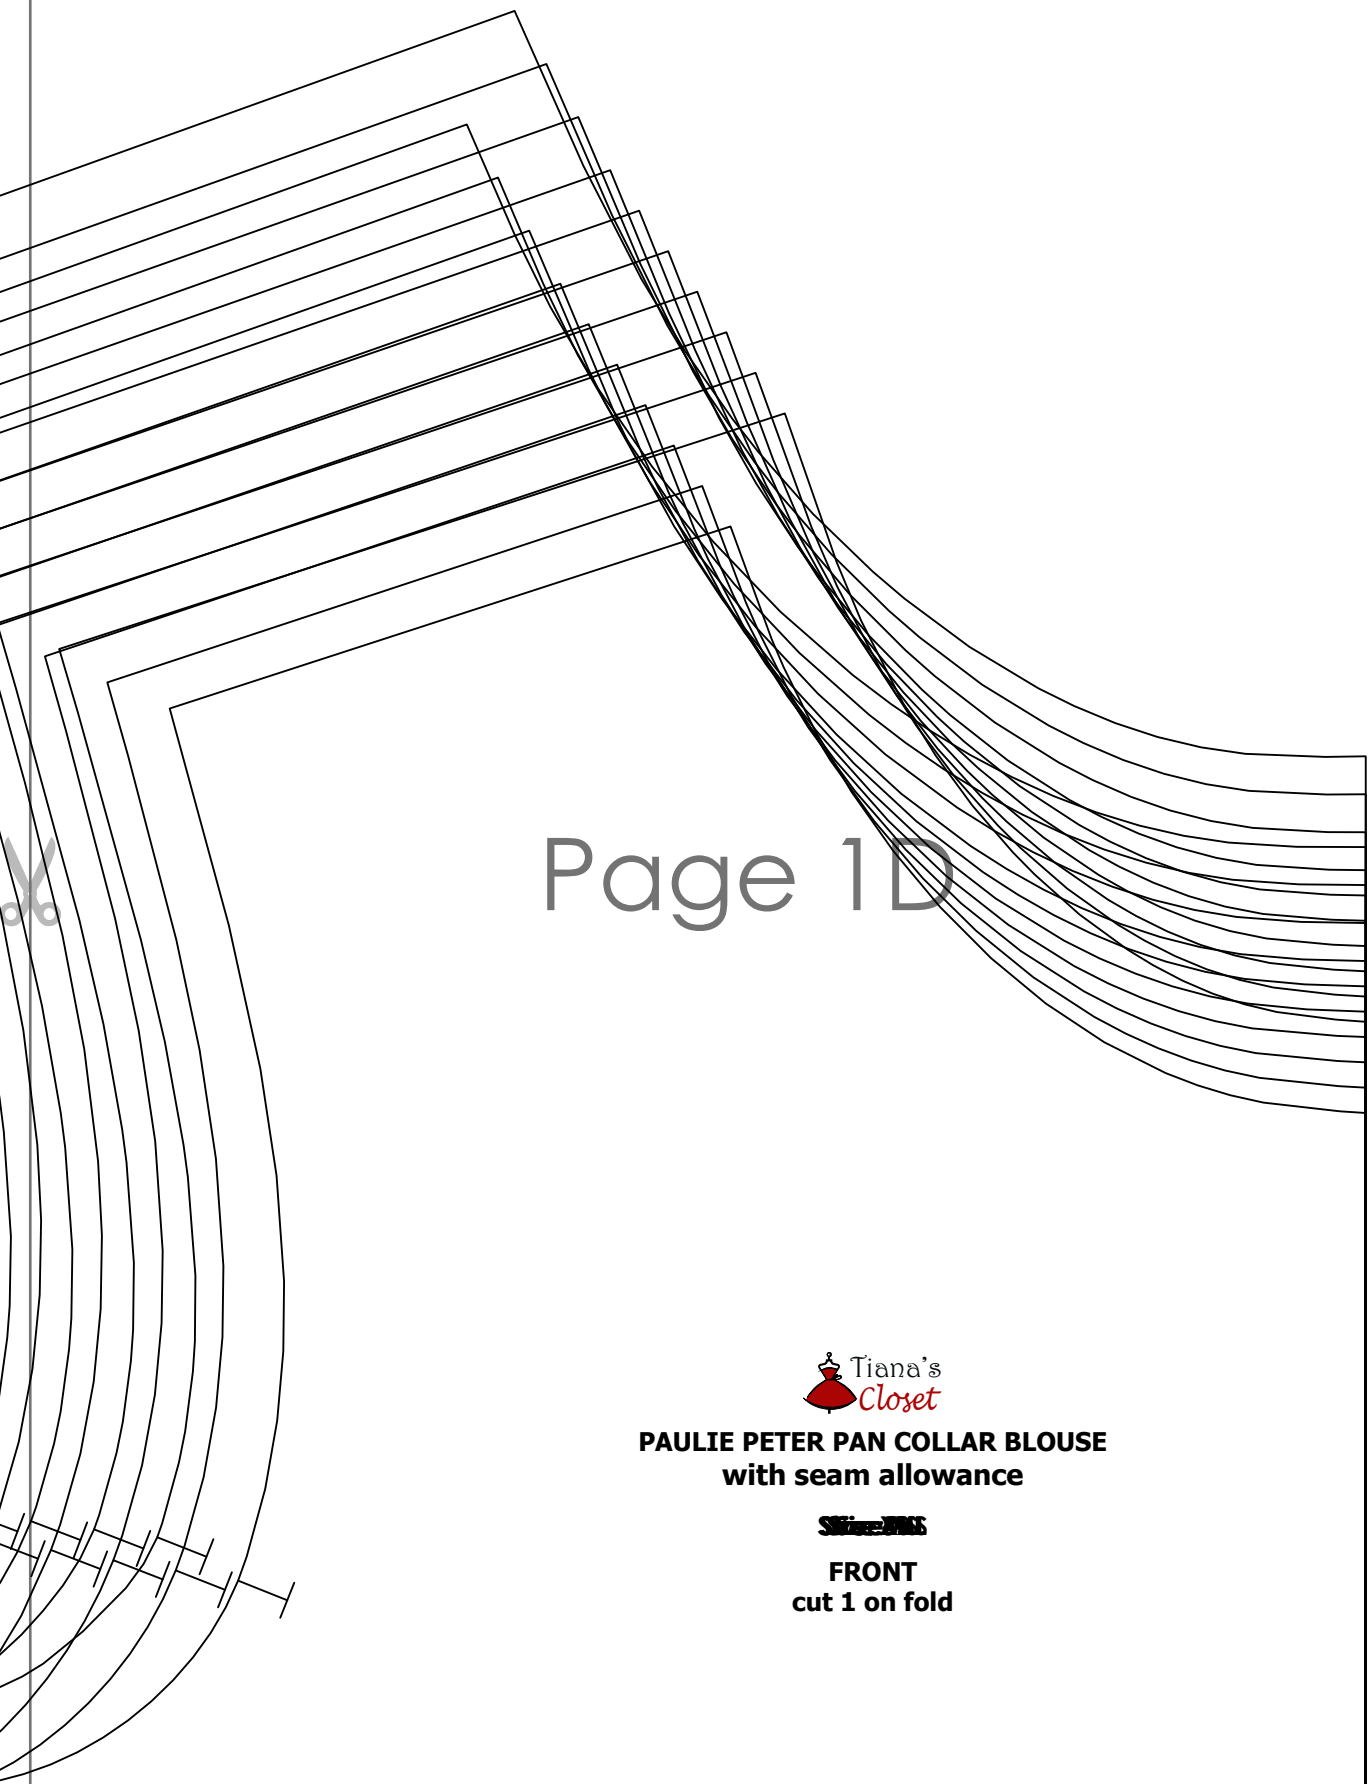 Page 1D
Tiana's
Closet
PAULIE PETER PAN COLLAR BLOUSE
with seam allowance
FRONT
cut 1 on fold